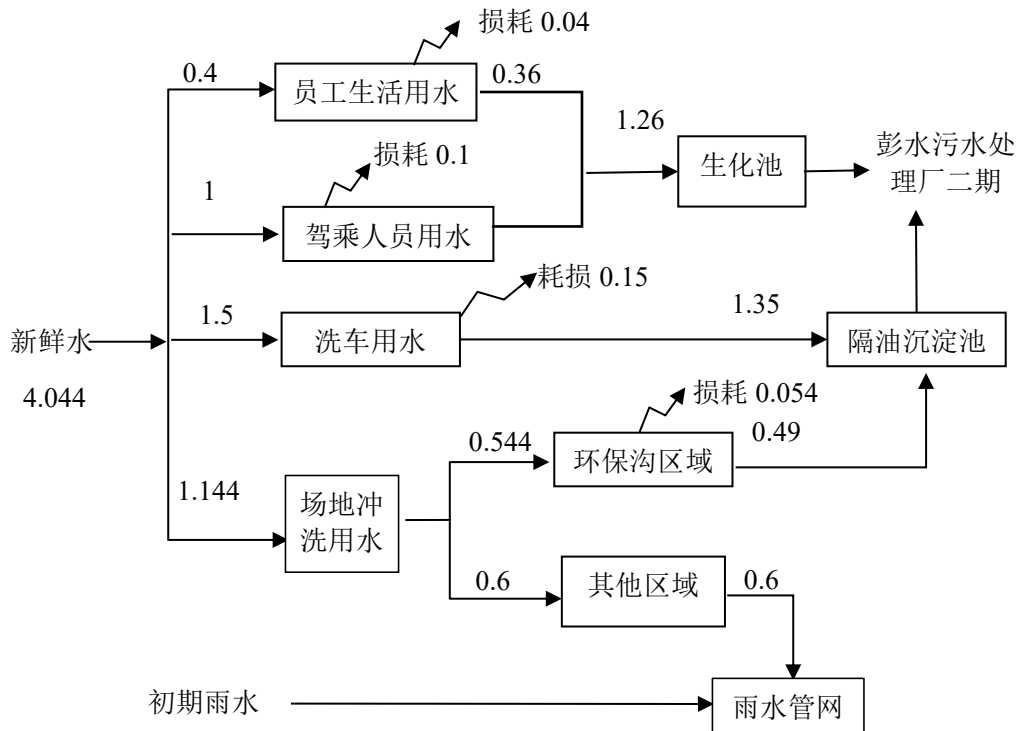 损耗 0.04
0.4
员工生活用水
0.36
损耗 0.1
1
驾乘人员用水
1.26
生化池
彭水污水处
理厂二期
耗损 0.15
1.5
洗车用水
1.35
隔油沉淀池
新鲜水
4.044
损耗 0.054
0.544
环保沟区域
0.49
1.144
场地冲
洗用水
0.6
其他区域
0.6
初期雨水
雨水管网